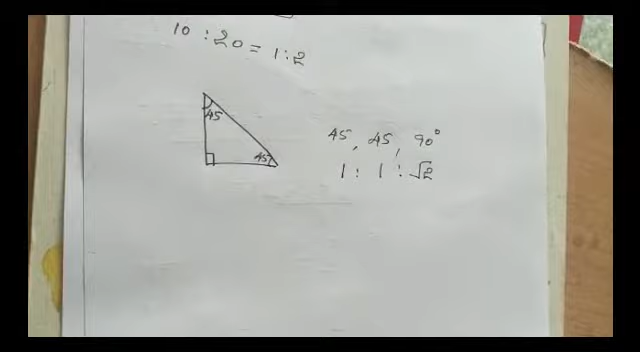 10 : 20 = 1:2
45
45
45, 45, 90°
1 : 1 : √2